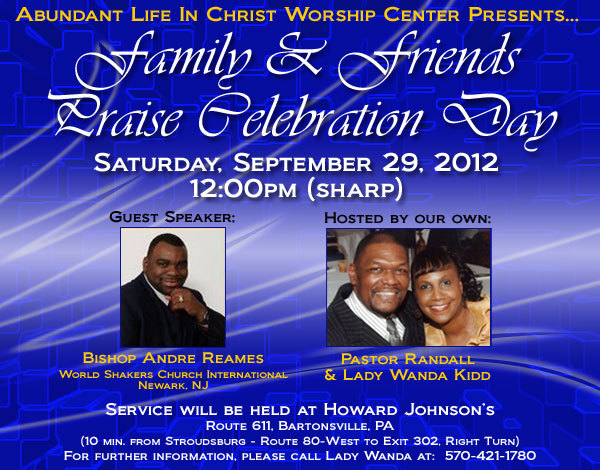 Abundant Life In Christ Worship Center Presents...
Family & Friends
Praise Celebration Day
Saturday, September 29, 2012
12:00pm (sharp)
Guest Speaker:
Bishop Andre Reames
World Shakers Church International
Newark, NJ
Hosted by our own:
Pastor Randall
& Lady Wanda Kidd
Service will be held at Howard Johnson's
Route 611, Bartonsville, PA
(10 min. from Stroudsburg - Route 80-West to Exit 302, Right Turn)
For further information, please call Lady Wanda at: 570-421-1780